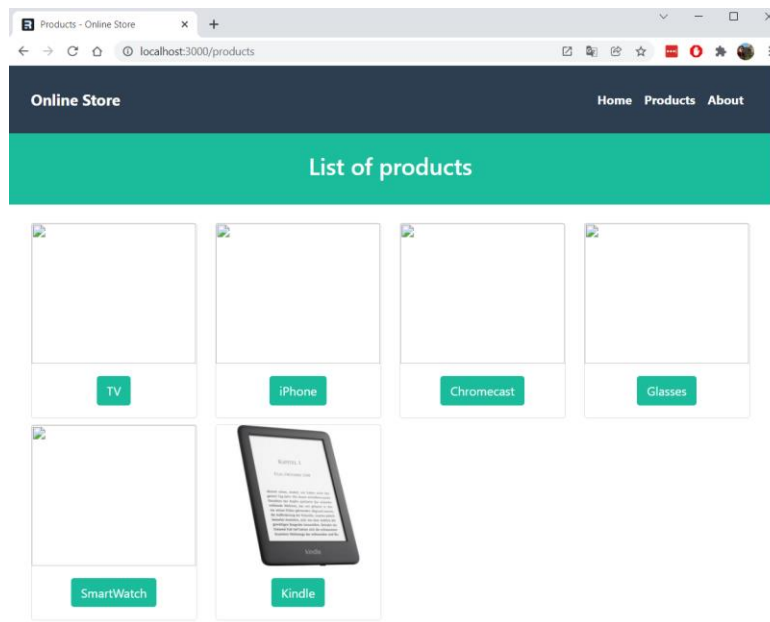 Products - Online Store
localhost:3000/products
Online Store
Home Products About
List of products
TV
iPhone
Chromecast
Glasses
SmartWatch
Kindle
kindle